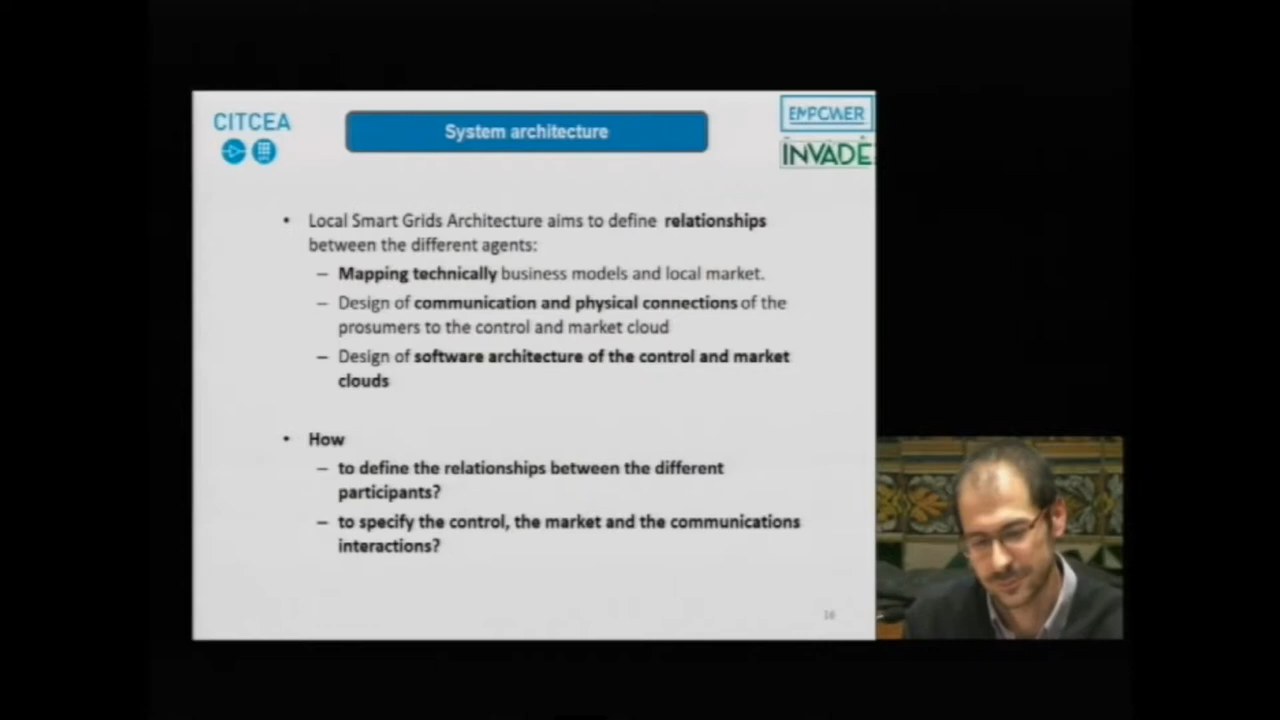 CITCEA
System architecture
EMPOWER
INVADE
• Local Smart Grids Architecture aims to define relationships
between the different agents:
– Mapping technically business models and local market.
– Design of communication and physical connections of the
prosumers to the control and market cloud
– Design of software architecture of the control and market
clouds
• How
– to define the relationships between the different
participants?
– to specify the control, the market and the communications
interactions?
16